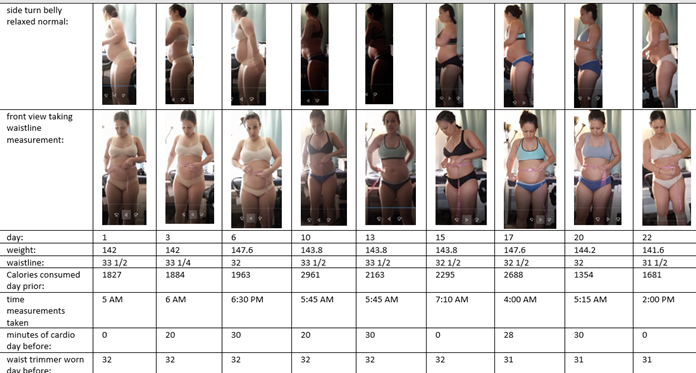 side turn belly
relaxed normal:
front view taking
waistline
measurement:
day: 1 3 6 10 13 15 17 20 22
weight: 142 142 147.6 143.8 143.8 143.8 147.6 144.2 141.6
waistline: 33 1/2 33 1/4 32 33 1/2 33 1/2 32 1/2 32 1/2 32 31 1/2
Calories consumed 1827 1884 1963 2961 2163 2295 2688 1354 1681
day prior:
time 5 AM 6 AM 6:30 PM 5:45 AM 5:45 AM 7:10 AM 4:00 AM 5:15 AM 2:00 PM
measurements
taken
minutes of cardio 0 20 30 20 30 0 28 30 0
day before:
waist trimmer worn 32 32 32 32 32 32 31 31 31
day before: